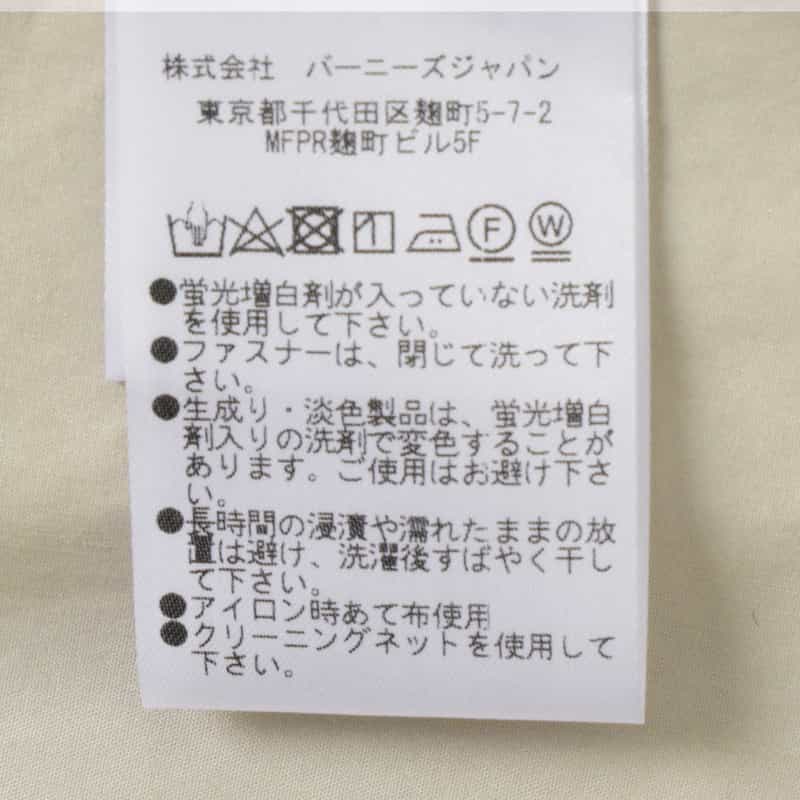 株式会社 バーニーズジャパン
東京都千代田区麹町5-7-2
MFPR麹町ビル5F
F W
●蛍光増白剤が入っていない洗剤
を使用して下さい。
●ファスナーは、閉じて洗って下
さい。
●生成り・淡色製品は、蛍光増白
剤入りの洗剤で変色することが
あります。ご使用はお避け下さ
い。
●長時間の浸漬や濡れたままの放
置は避け、洗濯後すばやく干し
て下さい。
●アイロン時あて布使用
●クリーニングネットを使用して
下さい。